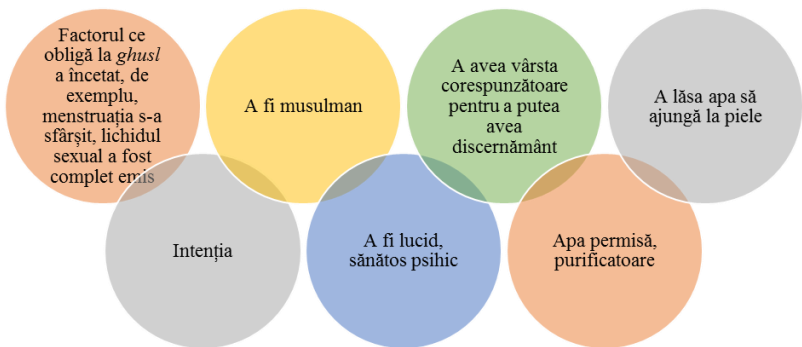 Factorul ce
obligă la ghusl
a încetat, de
exemplu,
menstruația s-a
sfârșit, lichidul
sexual a fost
complet emis
A fi musulman
A avea vârsta
corespunzătoare
pentru a putea
avea
discernământ
A lăsa apa să
ajungă la piele
Intenția
A fi lucid,
sănătos psihic
Apa permisă,
purificatoare